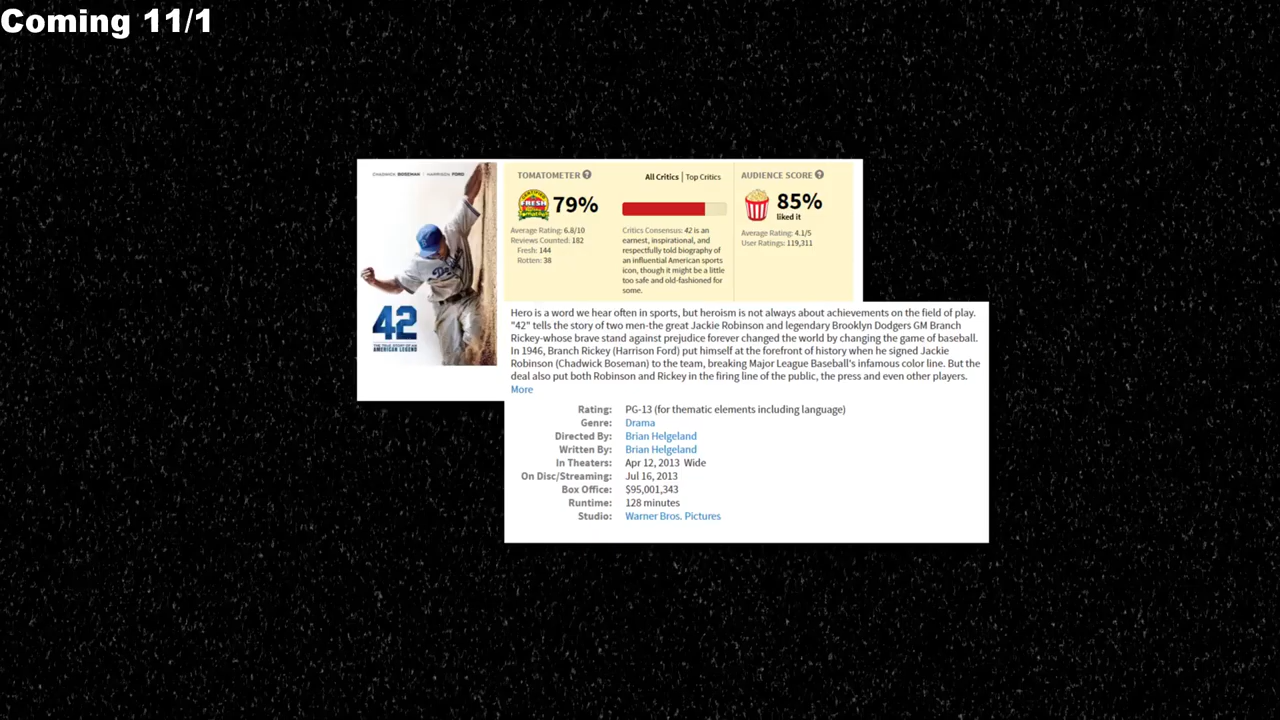 Coming 11/1
CHADWICK BOSEMAN | HARRISON FORD
42
THE TRUE STORY OF AN
AMERICAN LEGEND
TOMATOMETER ?
79%
Average Rating: 6.8/10
Reviews Counted: 182
Fresh: 144
Rotten: 38
All Critics | Top Critics
Critics Consensus: 42 is an
earnest, inspirational, and
respectfully told biography of
an influential American sports
icon, though it might be a little
too safe and old-fashioned for
some.
AUDIENCE SCORE ?
85%
liked it
Average Rating: 4.1/5
User Ratings: 119,311
Hero is a word we hear often in sports, but heroism is not always about achievements on the field of play.
"42" tells the story of two men-the great Jackie Robinson and legendary Brooklyn Dodgers GM Branch
Rickey-whose brave stand against prejudice forever changed the world by changing the game of baseball.
In 1946, Branch Rickey (Harrison Ford) put himself at the forefront of history when he signed Jackie
Robinson (Chadwick Boseman) to the team, breaking Major League Baseball's infamous color line. But the
deal also put both Robinson and Rickey in the firing line of the public, the press and even other players.
More
Rating: PG-13 (for thematic elements including language)
Genre: Drama
Directed By: Brian Helgeland
Written By: Brian Helgeland
In Theaters: Apr 12, 2013 Wide
On Disc/Streaming: Jul 16, 2013
Box Office: $95,001,343
Runtime: 128 minutes
Studio: Warner Bros. Pictures